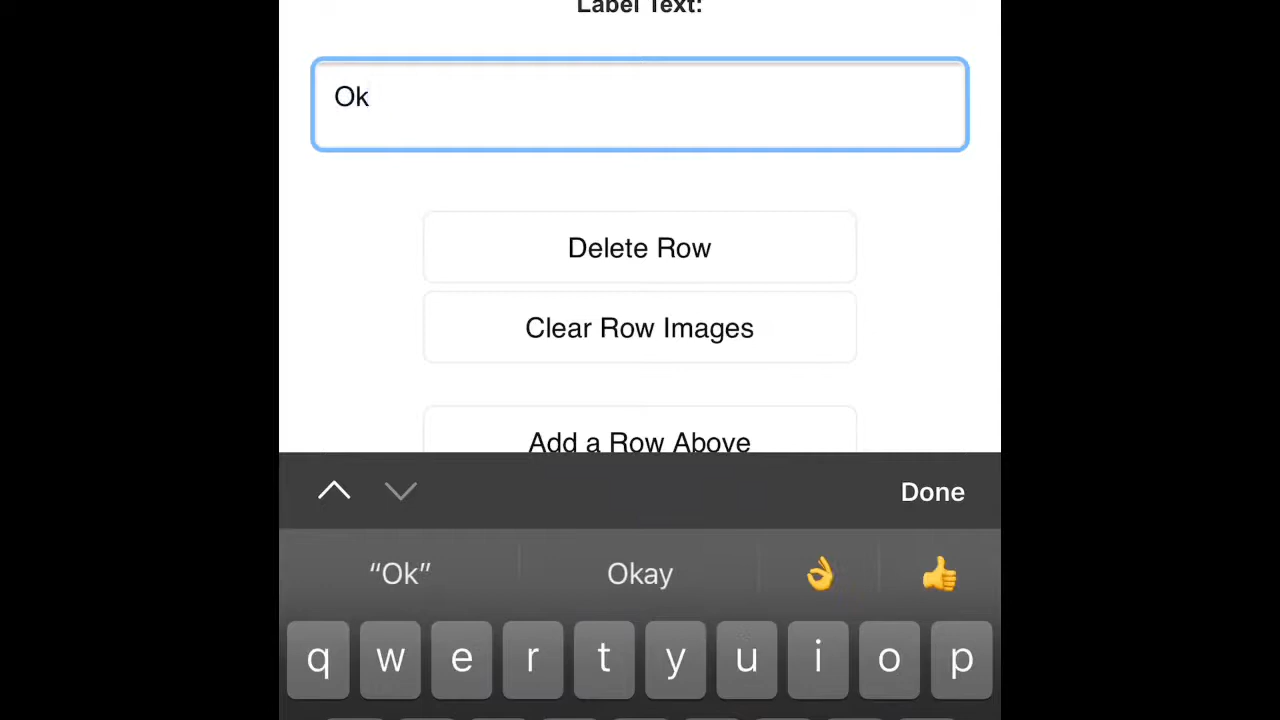 Label Text:
Ok
Delete Row
Clear Row Images
Add a Row Above
Done
“Ok” Okay 👌 👍
q w e r t y u i o p